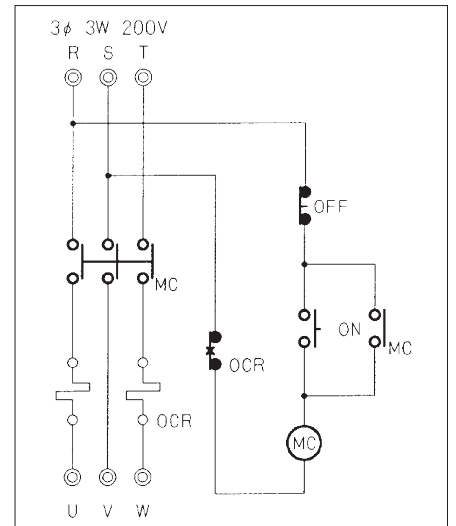 3φ 3W 200V
R S T
OFF
MC
ON
MC
OCR
OCR
MC
U V W